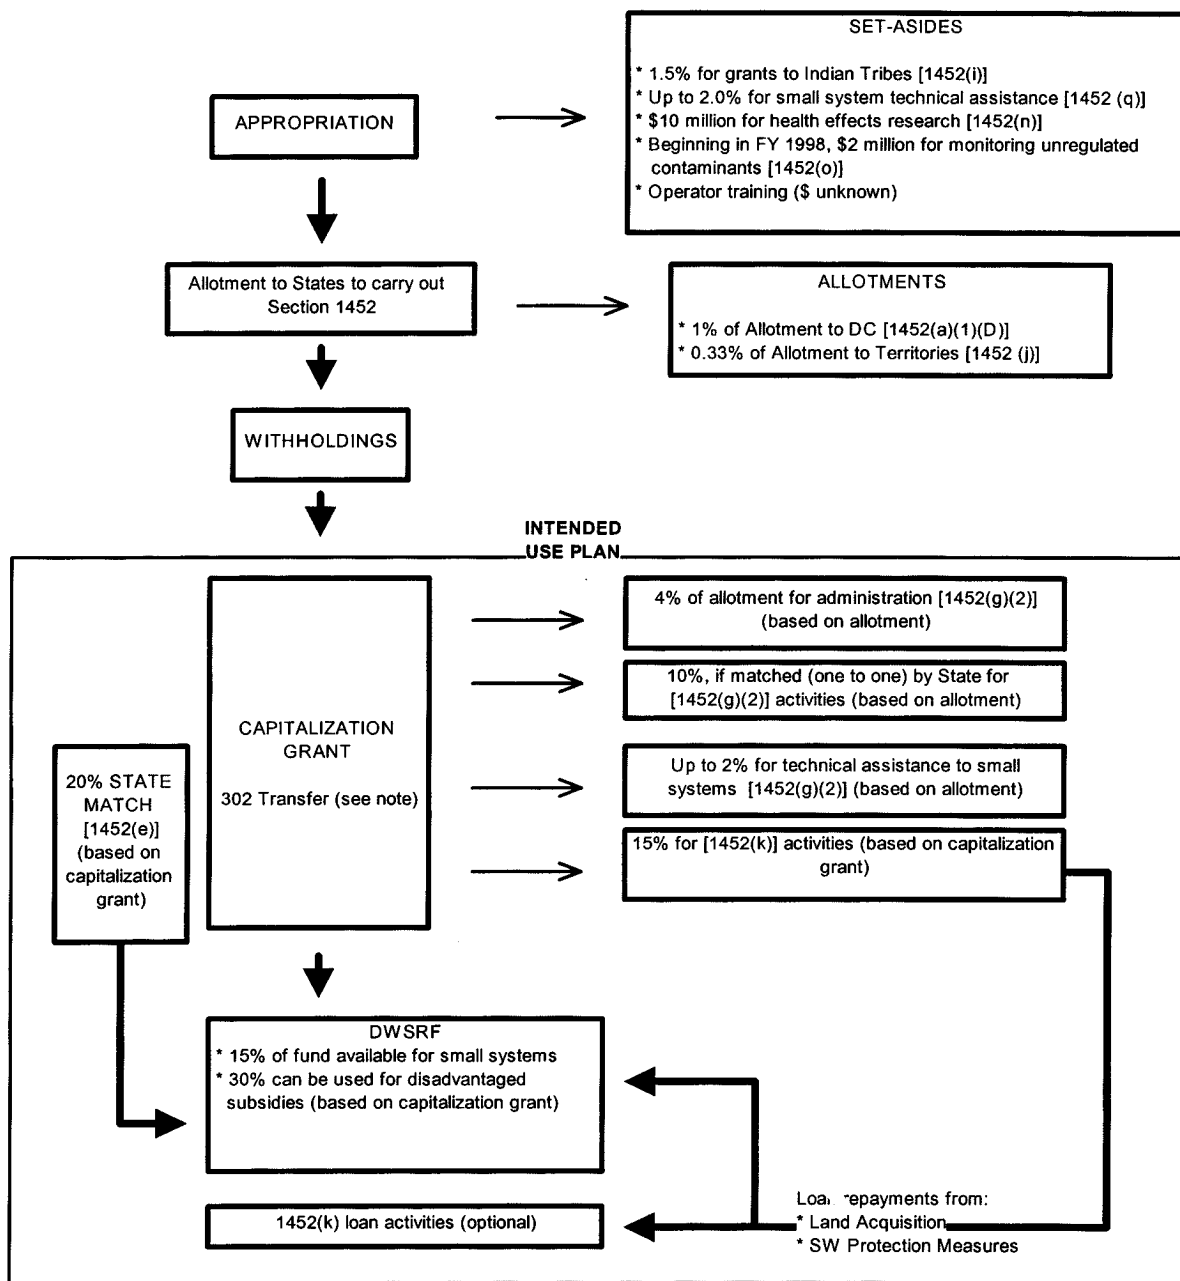 SET-ASIDES
* 1.5% for grants to Indian Tribes [1452(i)]
* Up to 2.0% for small system technical assistance [1452 (q)]
* $10 million for health effects research [1452(n)]
* Beginning in FY 1998, $2 million for monitoring unregulated
contaminants [1452(o)]
* Operator training ($ unknown)
APPROPRIATION
Allotment to States to carry out
Section 1452
ALLOTMENTS
* 1% of Allotment to DC [1452(a)(1)(D)]
* 0.33% of Allotment to Territories [1452 (j)]
WITHHOLDINGS
INTENDED
USE PLAN
4% of allotment for administration [1452(g)(2)]
(based on allotment)
10%, if matched (one to one) by State for
[1452(g)(2)] activities (based on allotment)
CAPITALIZATION
GRANT
302 Transfer (see note)
Up to 2% for technical assistance to small
systems [1452(g)(2)] (based on allotment)
15% for [1452(k)] activities (based on capitalization
grant)
20% STATE
MATCH
[1452(e)]
(based on
capitalization
grant)
DWSRF
* 15% of fund available for small systems
* 30% can be used for disadvantaged
subsidies (based on capitalization grant)
1452(k) loan activities (optional)
Loan repayments from:
* Land Acquisition
* SW Protection Measures